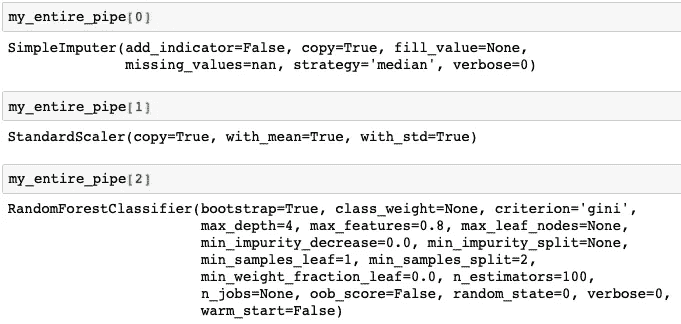 my_entire_pipe[0]
SimpleImputer(add_indicator=False, copy=True, fill_value=None,
missing_values=nan, strategy='median', verbose=0)
my_entire_pipe[1]
StandardScaler(copy=True, with_mean=True, with_std=True)
my_entire_pipe[2]
RandomForestClassifier(bootstrap=True, class_weight=None, criterion='gini',
max_depth=4, max_features=0.8, max_leaf_nodes=None,
min_impurity_decrease=0.0, min_impurity_split=None,
min_samples_leaf=1, min_samples_split=2,
min_weight_fraction_leaf=0.0, n_estimators=100,
n_jobs=None, oob_score=False, random_state=0, verbose=0,
warm_start=False)